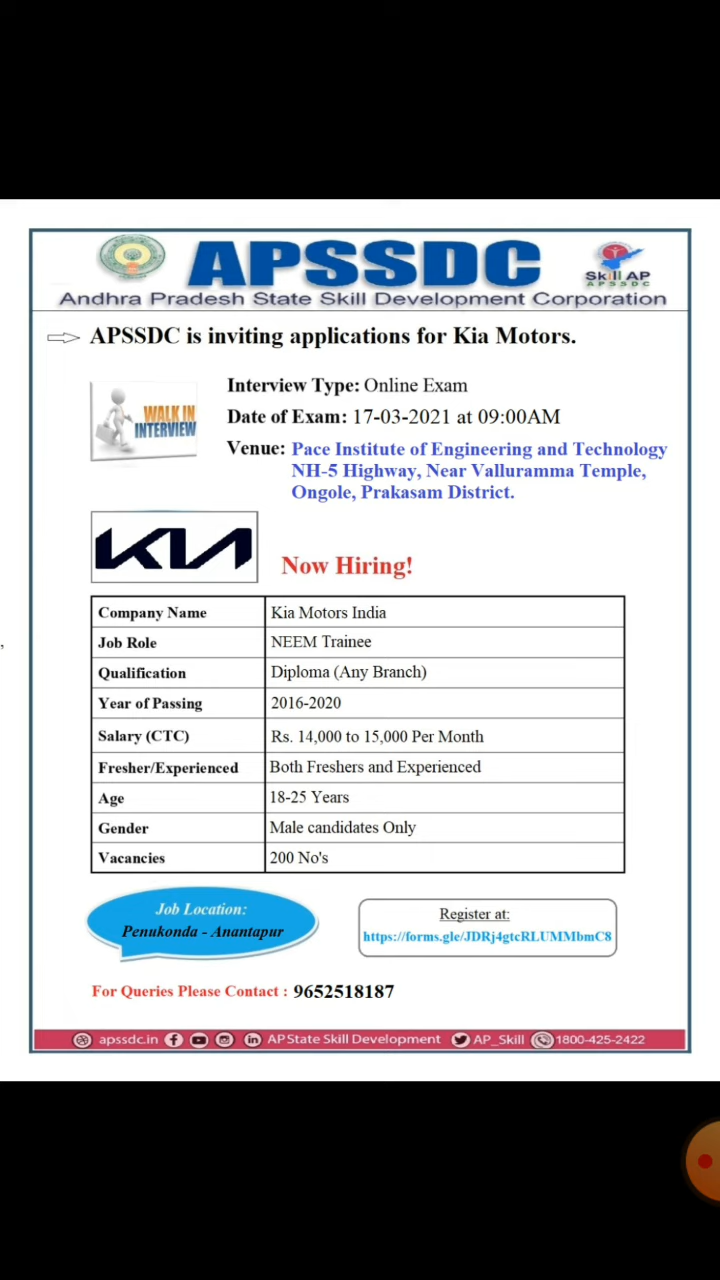 APSSDC
Skill AP
APSSDC
Andhra Pradesh State Skill Development Corporation
APSSDC is inviting applications for Kia Motors.
WALK IN
INTERVIEW
Interview Type: Online Exam
Date of Exam: 17-03-2021 at 09:00AM
Venue: Pace Institute of Engineering and Technology
NH-5 Highway, Near Valluramma Temple,
Ongole, Prakasam District.
KIA
Now Hiring!
Company Name Kia Motors India
Job Role NEEM Trainee
,
Qualification Diploma (Any Branch)
Year of Passing 2016-2020
Salary (CTC) Rs. 14,000 to 15,000 Per Month
Fresher/Experienced Both Freshers and Experienced
Age 18-25 Years
Gender Male candidates Only
Vacancies 200 No's
Job Location:
Penukonda - Anantapur
Register at:
https://forms.gle/JDRj4gtcRLUMMbmC8
For Queries Please Contact : 9652518187
apssdc.in AP State Skill Development AP_Skill 1800-425-2422